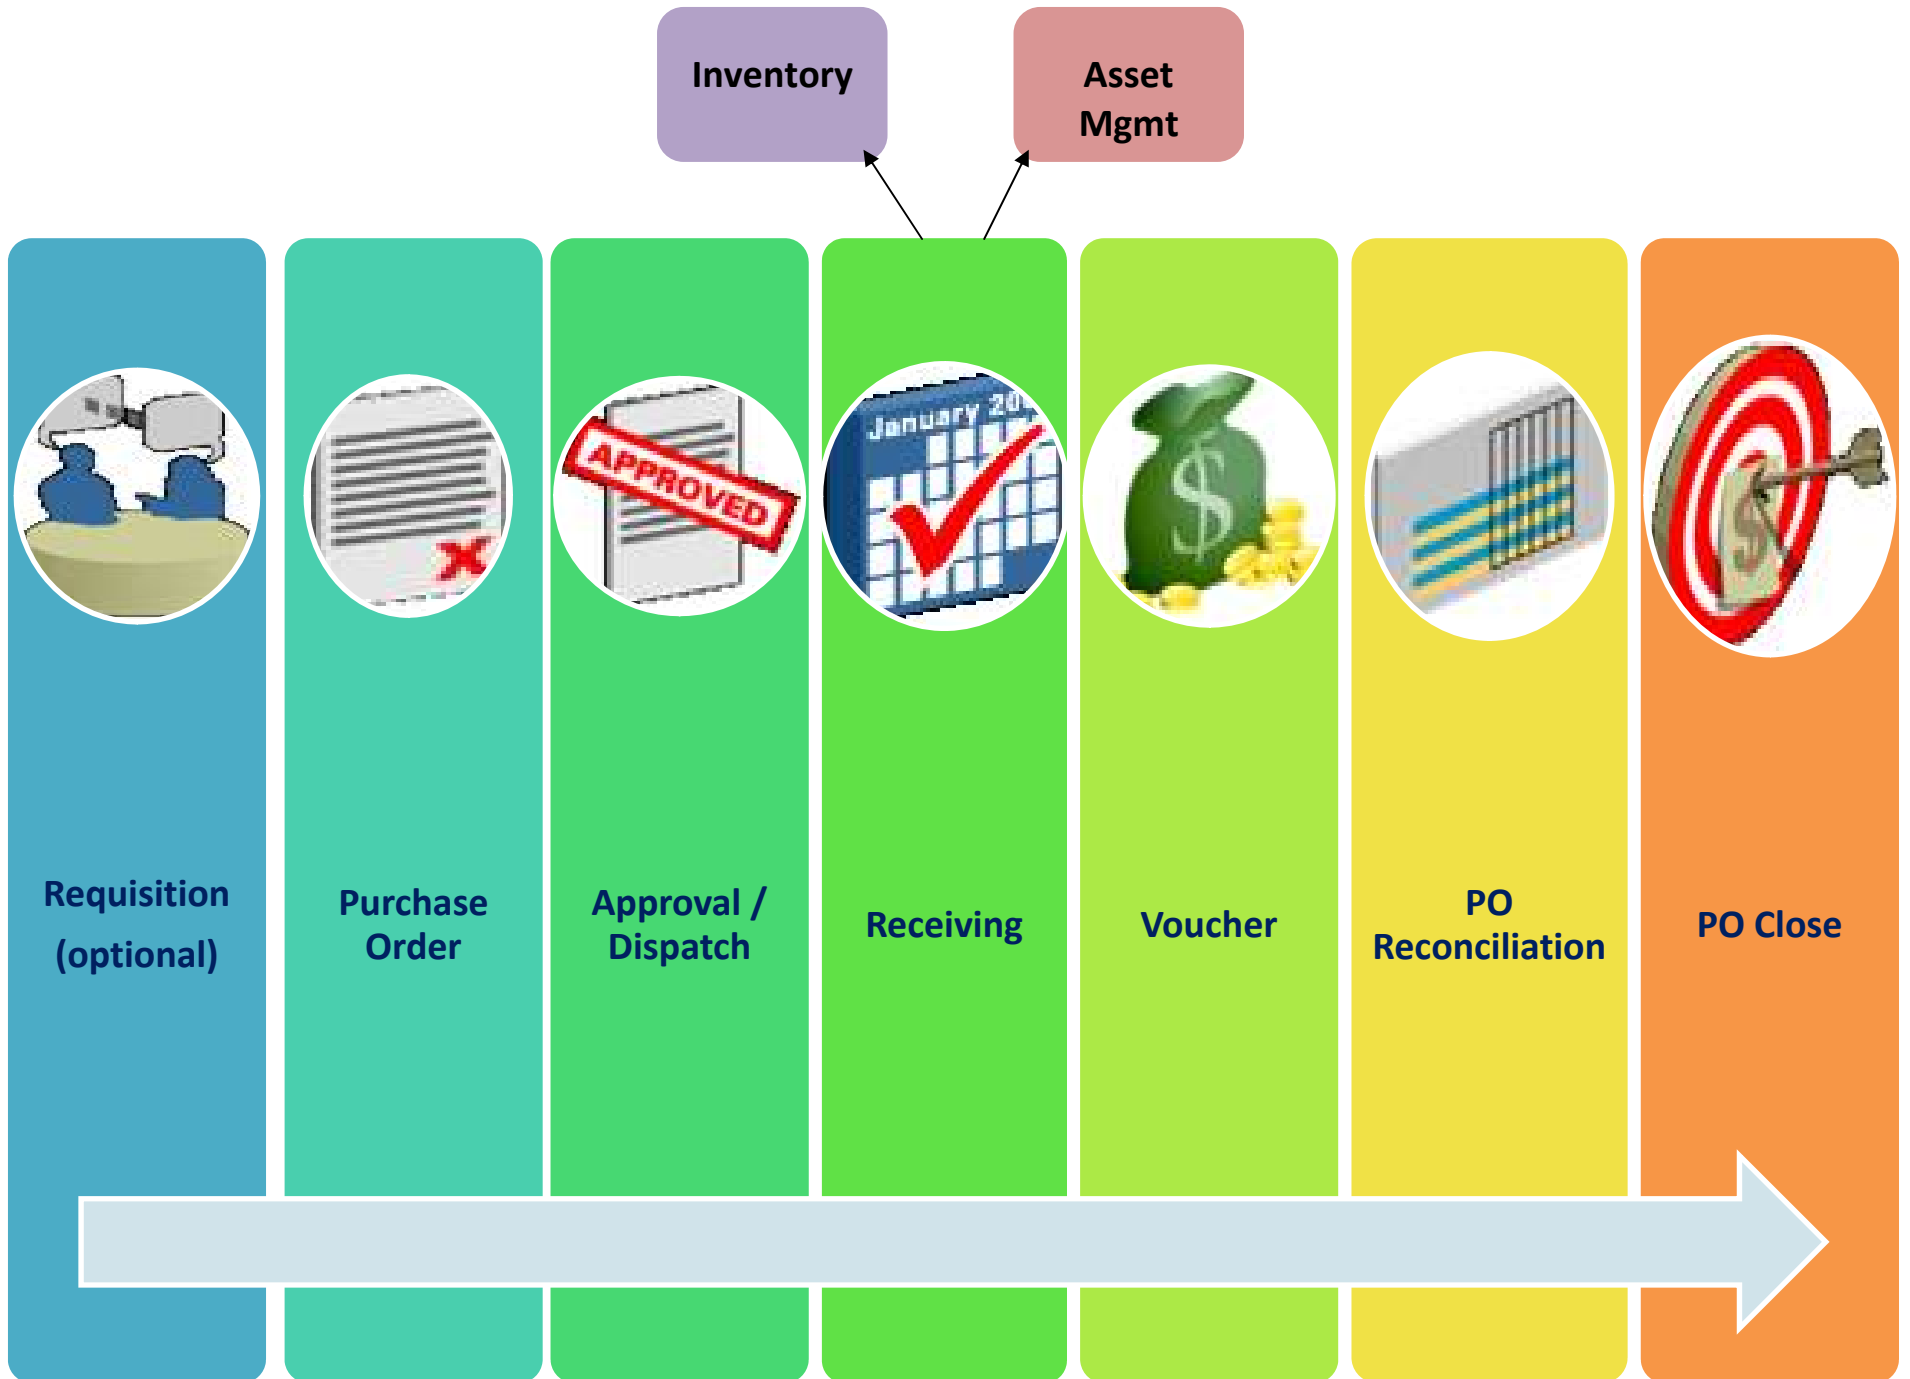 Inventory
Asset
Mgmt
January 20
APPROVED
Requisition
(optional)
Purchase
Order
Approval /
Dispatch
Receiving
Voucher
PO
Reconciliation
PO Close